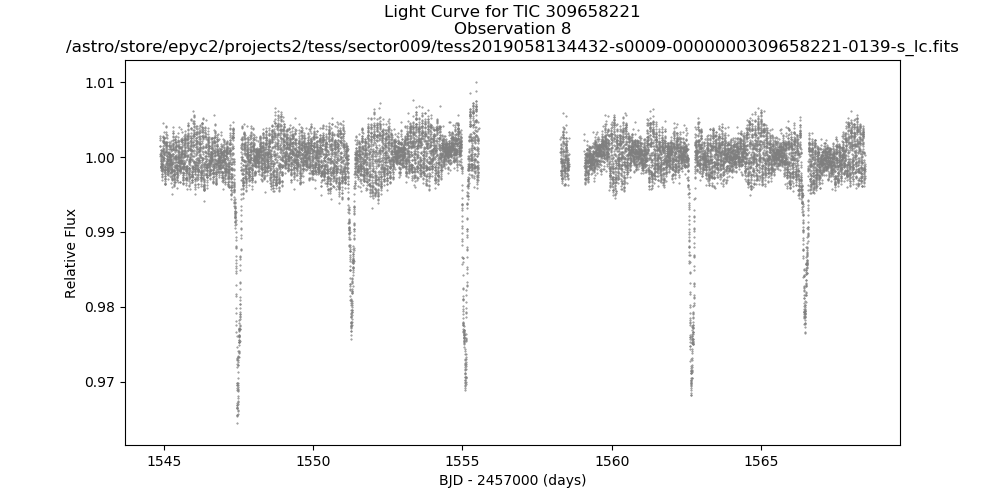 Light Curve for TIC 309658221
Observation 8
/astro/store/epyc2/projects2/tess/sector009/tess2019058134432-s0009-0000000309658221-0139-s_lc.fits
1.01
1.00
0.99
0.98
0.97
Relative Flux
1545 1550 1555 1560 1565
BJD - 2457000 (days)